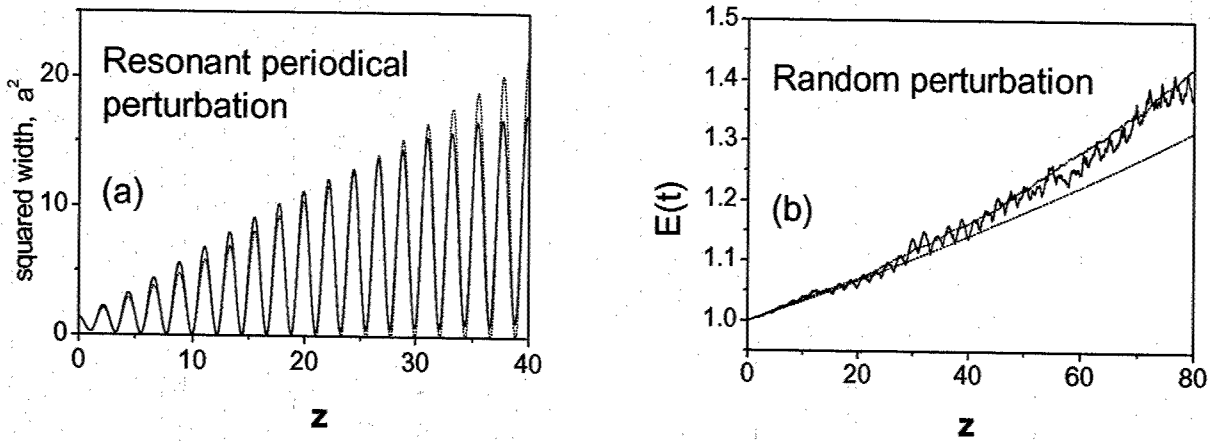 Resonant periodical
perturbation
(a)
squared width, a²
20
10
0
0
10
20
30
40
z
Random perturbation
(b)
E(t)
1.5
1.4
1.3
1.2
1.1
1.0
0
20
40
60
80
z